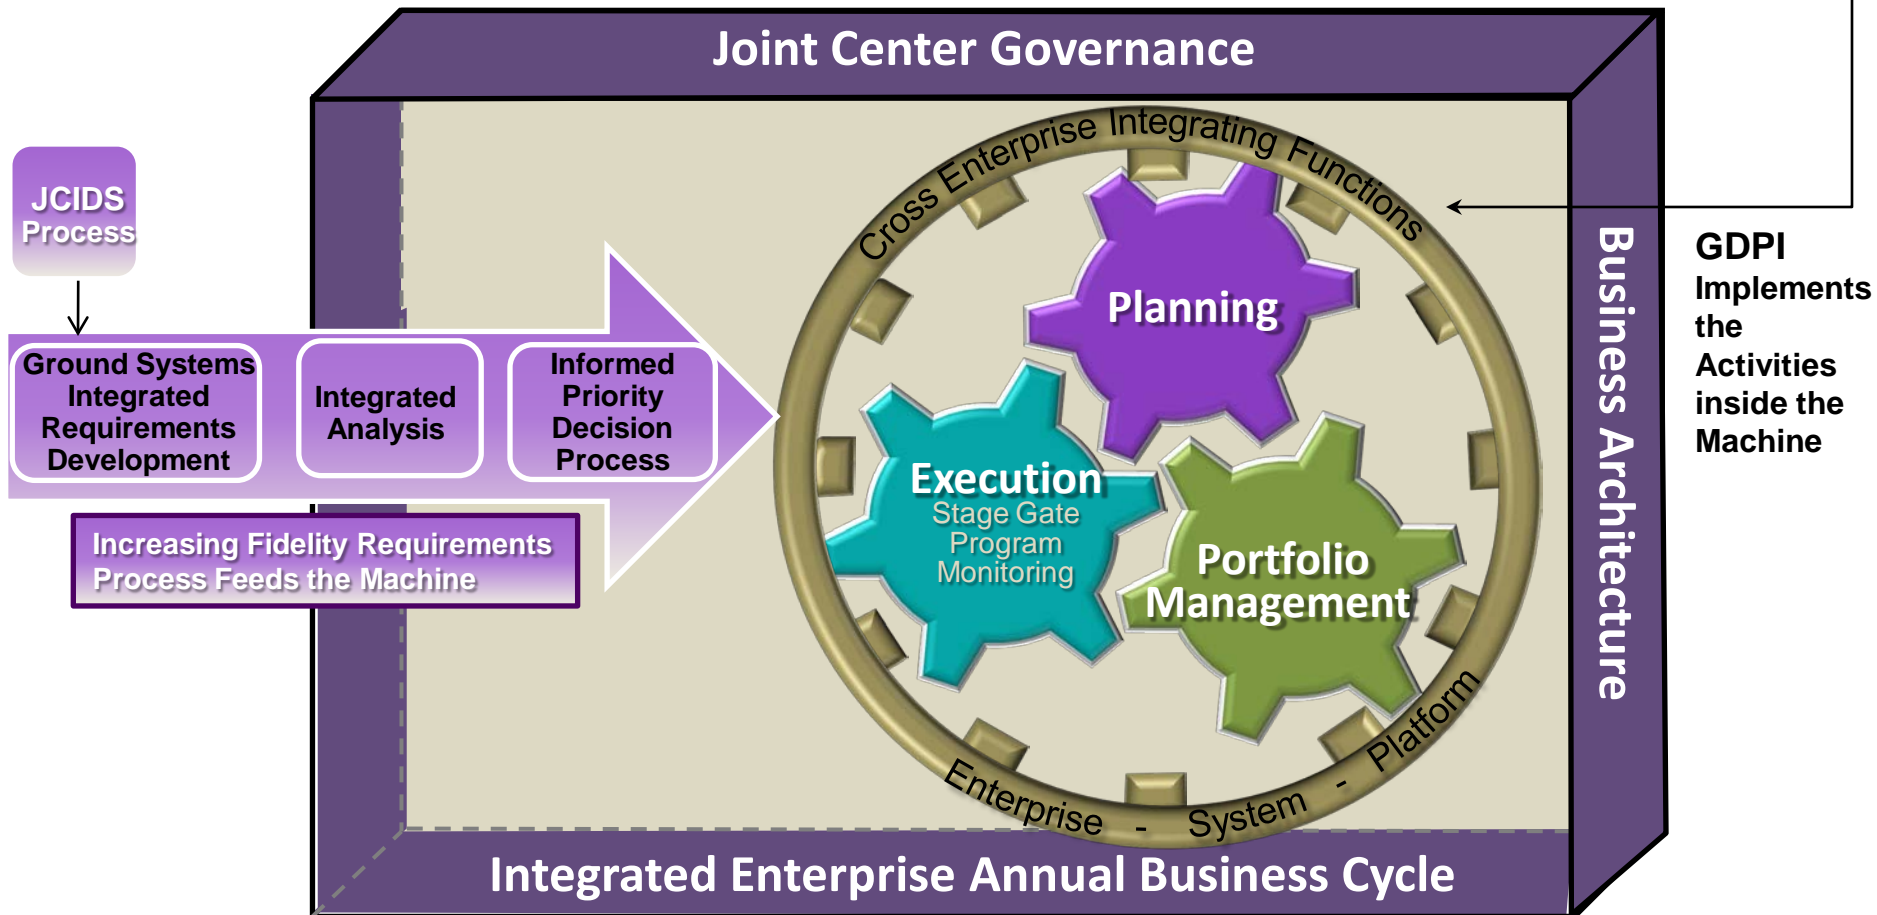 Joint Center Governance
JCIDS
Process
Ground Systems
Integrated
Requirements
Development
Integrated
Analysis
Informed
Priority
Decision
Process
Increasing Fidelity Requirements
Process Feeds the Machine
Cross Enterprise Integrating Functions
Planning
Execution
Stage Gate
Program
Monitoring
Portfolio
Management
Enterprise - System - Platform
Business Architecture
GDPI
Implements
the
Activities
inside the
Machine
Integrated Enterprise Annual Business Cycle